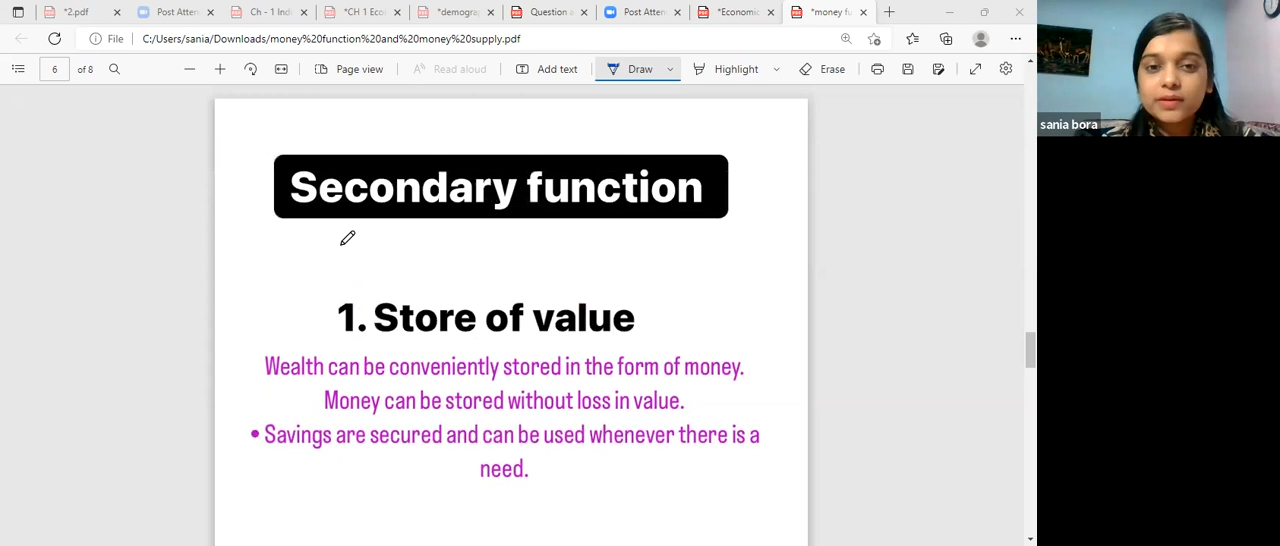 *2.pdf
Post Atten
Ch - 1 Ind
*CH 1 Eco
*demogra
Question a
Post Atten
*Economic
*money fu
File C:/Users/sania/Downloads/money%20function%20and%20money%20supply.pdf
6 of 8 Page view Read aloud Add text Draw Highlight Erase
sania bora
Secondary function
1. Store of value
Wealth can be conveniently stored in the form of money.
Money can be stored without loss in value.
• Savings are secured and can be used whenever there is a
need.